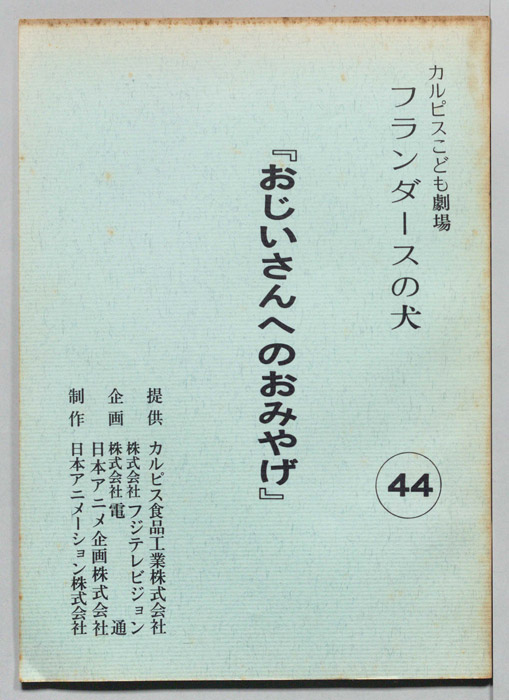 カルピスこども劇場
フランダースの犬
44
『おじいさんへのおみやげ』
提供 カルピス食品工業株式会社
株式会社 フジテレビジョン
企画 株式会社 電通
日本アニメ企画株式会社
制作 日本アニメーション株式会社